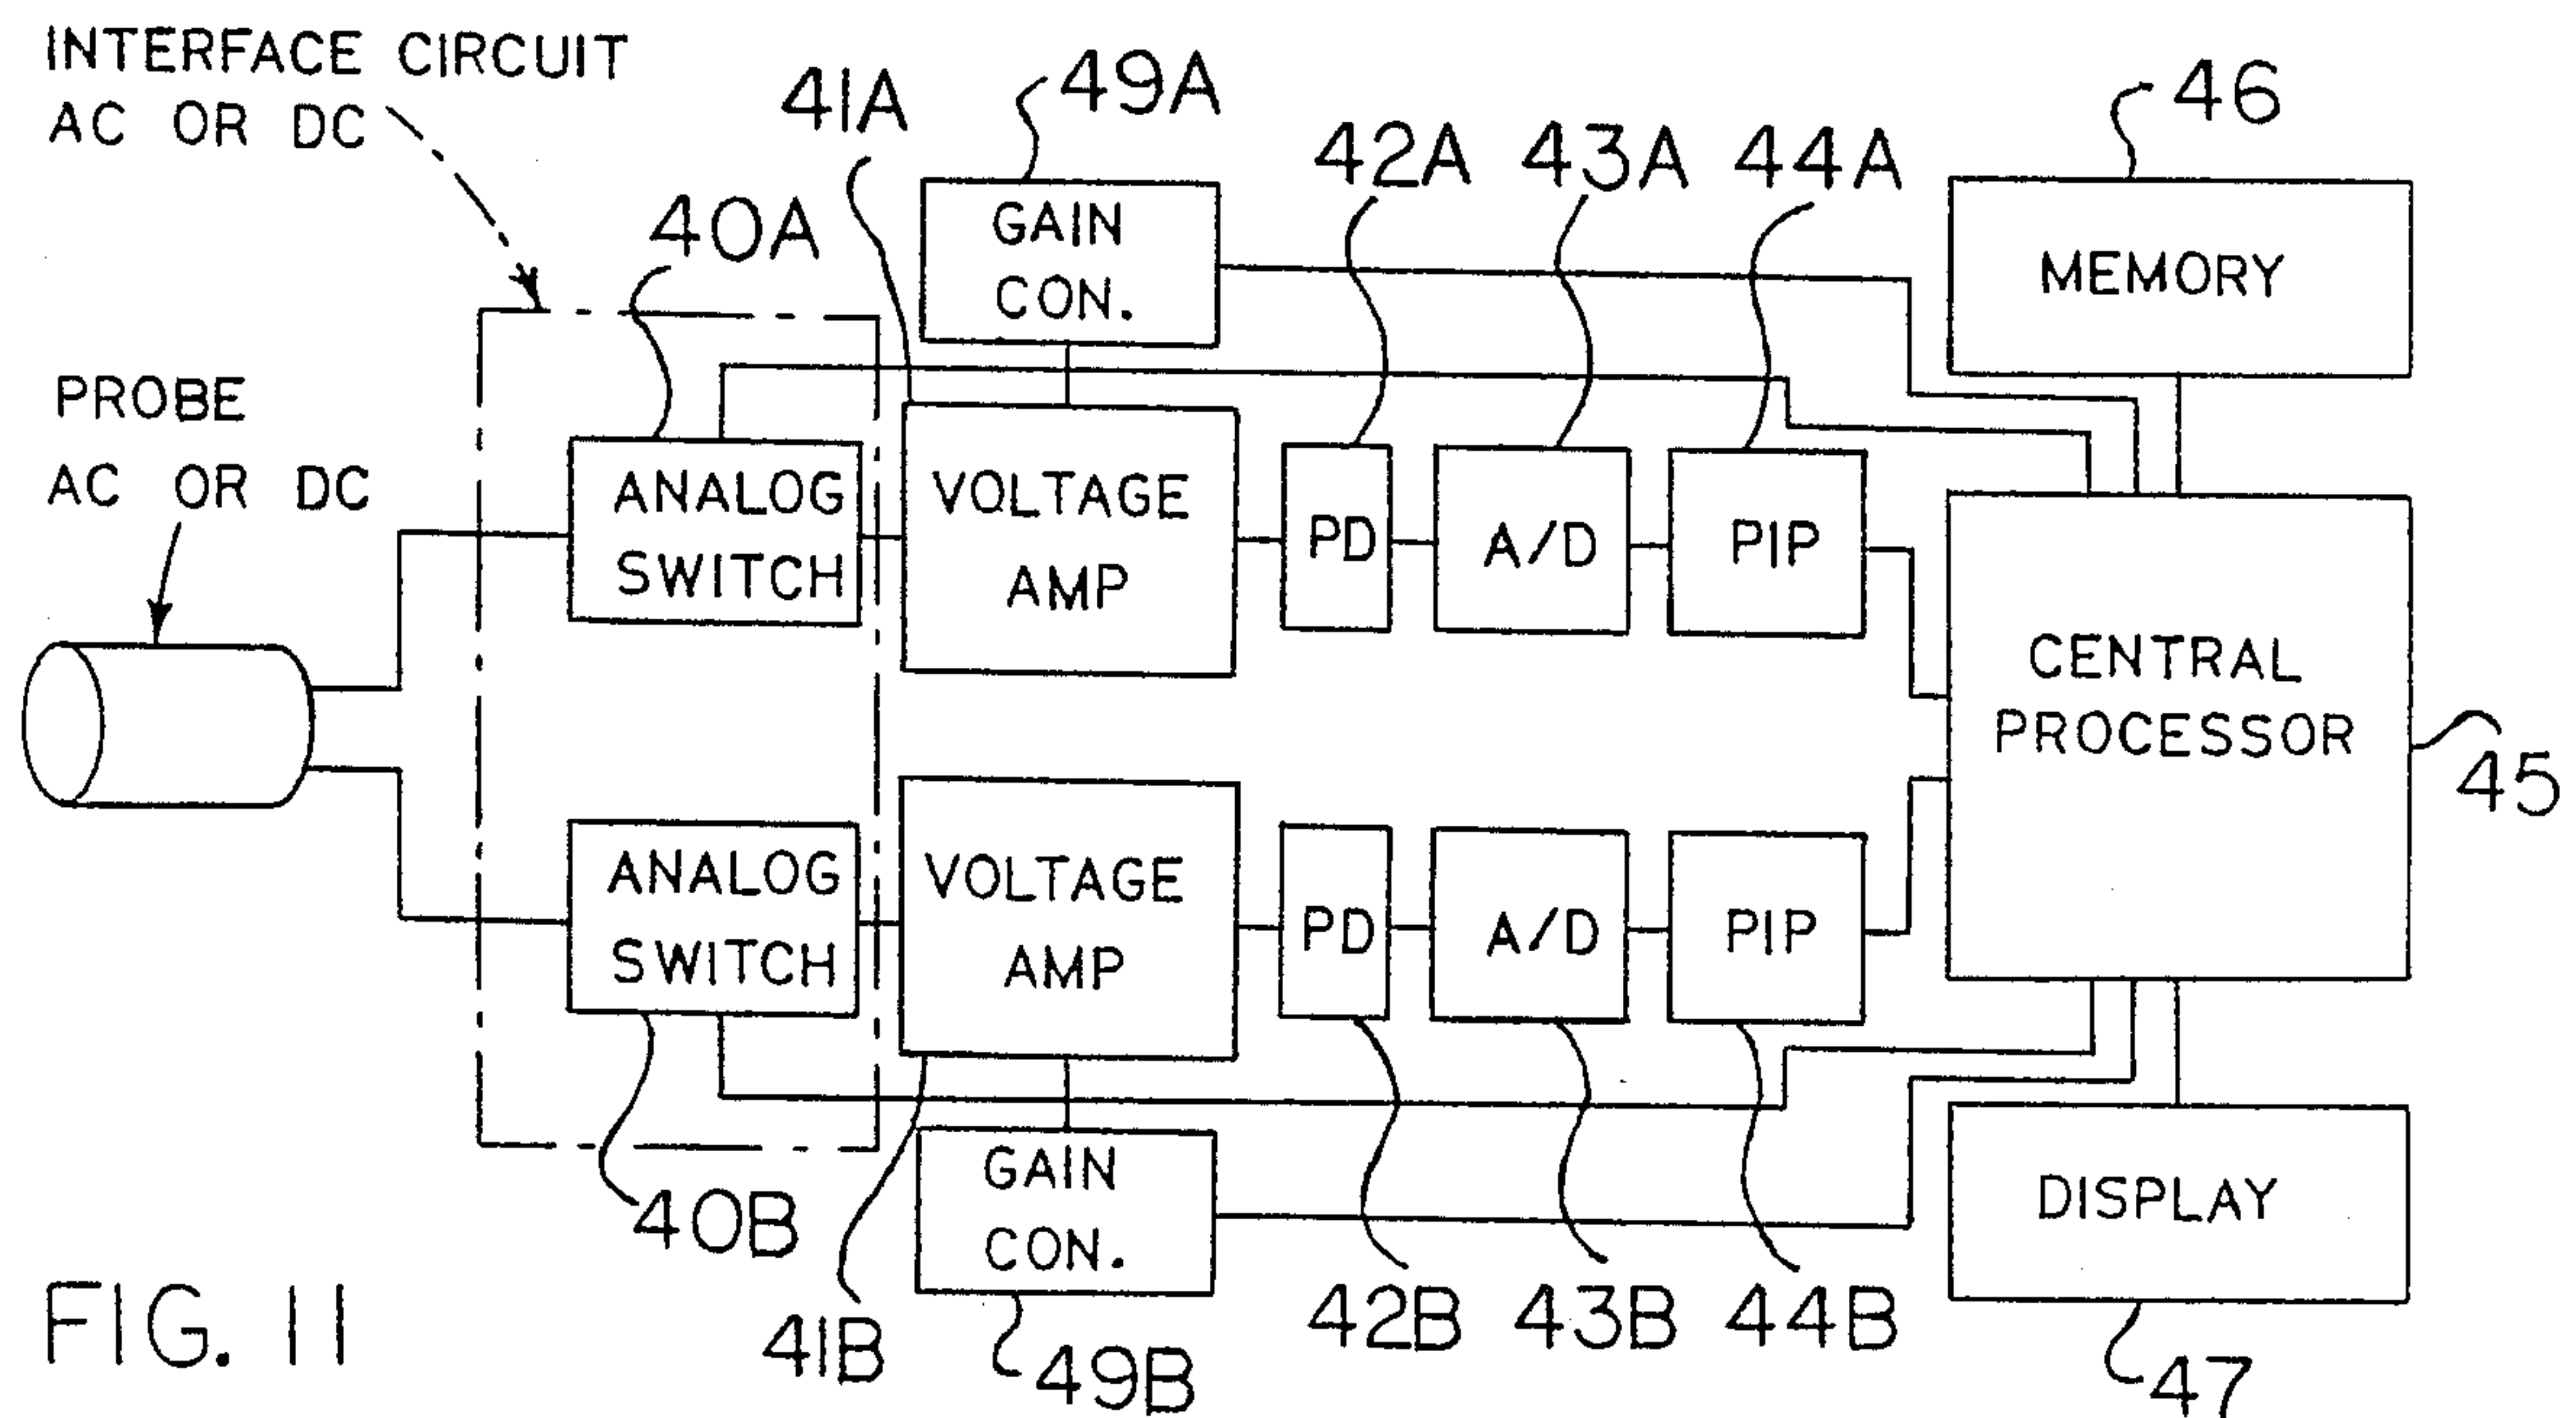 INTERFACE CIRCUIT
AC OR DC
41A
49A
46
42A
43A
44A
40A
GAIN
CON.
MEMORY
PROBE
AC OR DC
ANALOG
SWITCH
VOLTAGE
AMP
PD
A/D
PIP
CENTRAL
PROCESSOR
45
ANALOG
SWITCH
VOLTAGE
AMP
PD
A/D
PIP
GAIN
CON.
DISPLAY
40B
41B
49B
42B
43B
44B
47
FIG. 11